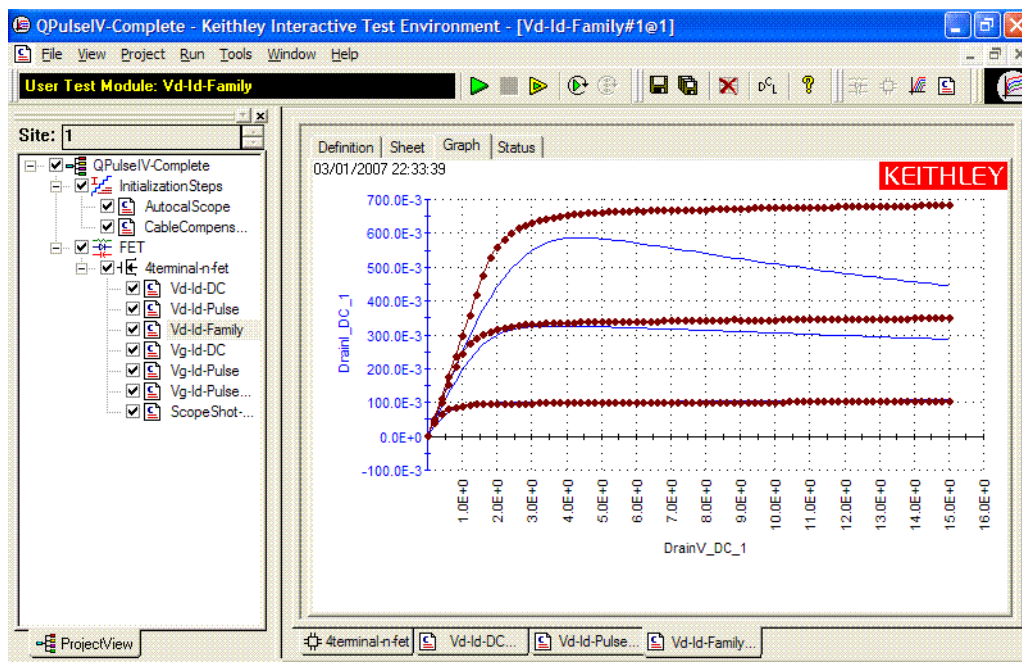 QPulseIV-Complete - Keithley Interactive Test Environment - [Vd-Id-Family#1@1]
File View Project Run Tools Window Help
User Test Module: Vd-Id-Family
Site: 1
QPulseIV-Complete
InitializationSteps
AutocalScope
CableCompens...
FET
4terminal-n-fet
Vd-Id-DC
Vd-Id-Pulse
Vd-Id-Family
Vg-Id-DC
Vg-Id-Pulse
Vg-Id-Pulse...
ScopeShot-...
ProjectView
Definition Sheet Graph Status
03/01/2007 22:33:39
KEITHLEY
700.0E-3
600.0E-3
500.0E-3
400.0E-3
300.0E-3
200.0E-3
100.0E-3
0.0E+0
-100.0E-3
DrainI_DC_1
1.0E+0 2.0E+0 3.0E+0 4.0E+0 5.0E+0 6.0E+0 7.0E+0 8.0E+0 9.0E+0 10.0E+0 11.0E+0 12.0E+0 13.0E+0 14.0E+0 15.0E+0 16.0E+0
DrainV_DC_1
4terminal-n-fet Vd-Id-DC... Vd-Id-Pulse... Vd-Id-Family...